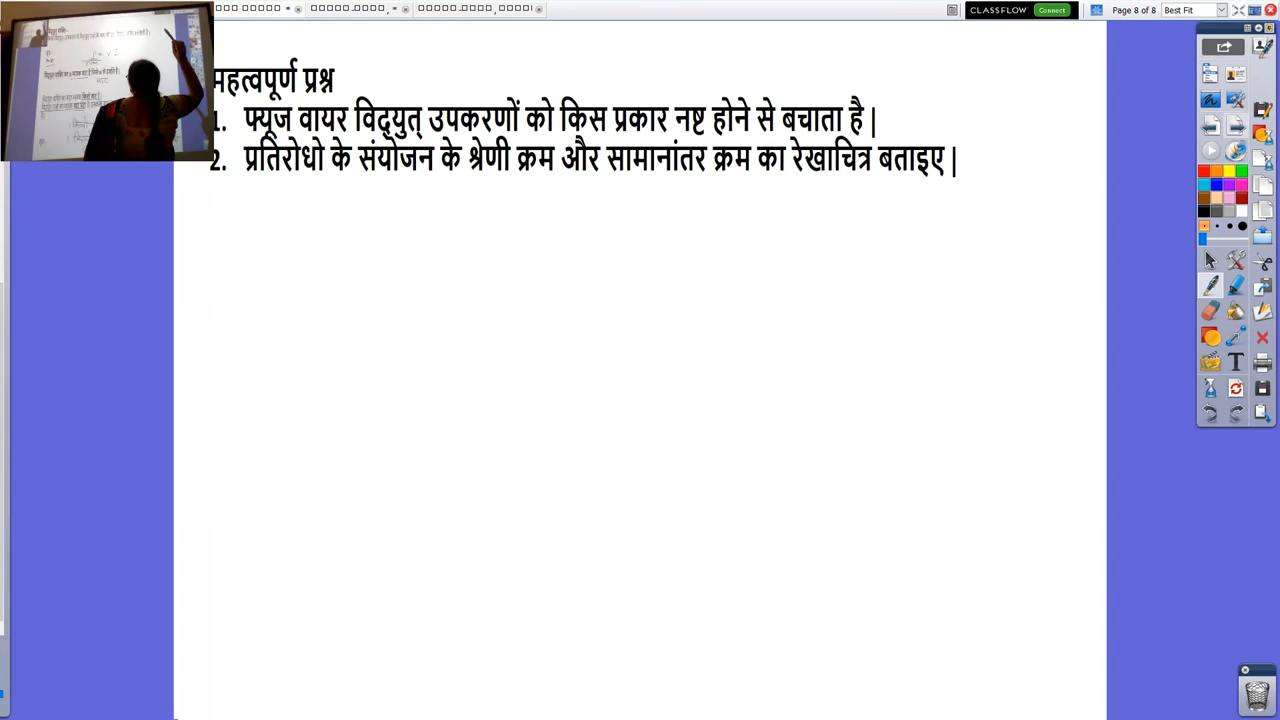 CLASSFLOW Connect Page 8 of 8 Best Fit
महत्वपूर्ण प्रश्न
1. फ्यूज वायर विद्युत् उपकरणों को किस प्रकार नष्ट होने से बचाता है |
2. प्रतिरोधो के संयोजन के श्रेणी क्रम और सामानांतर क्रम का रेखाचित्र बताइए |